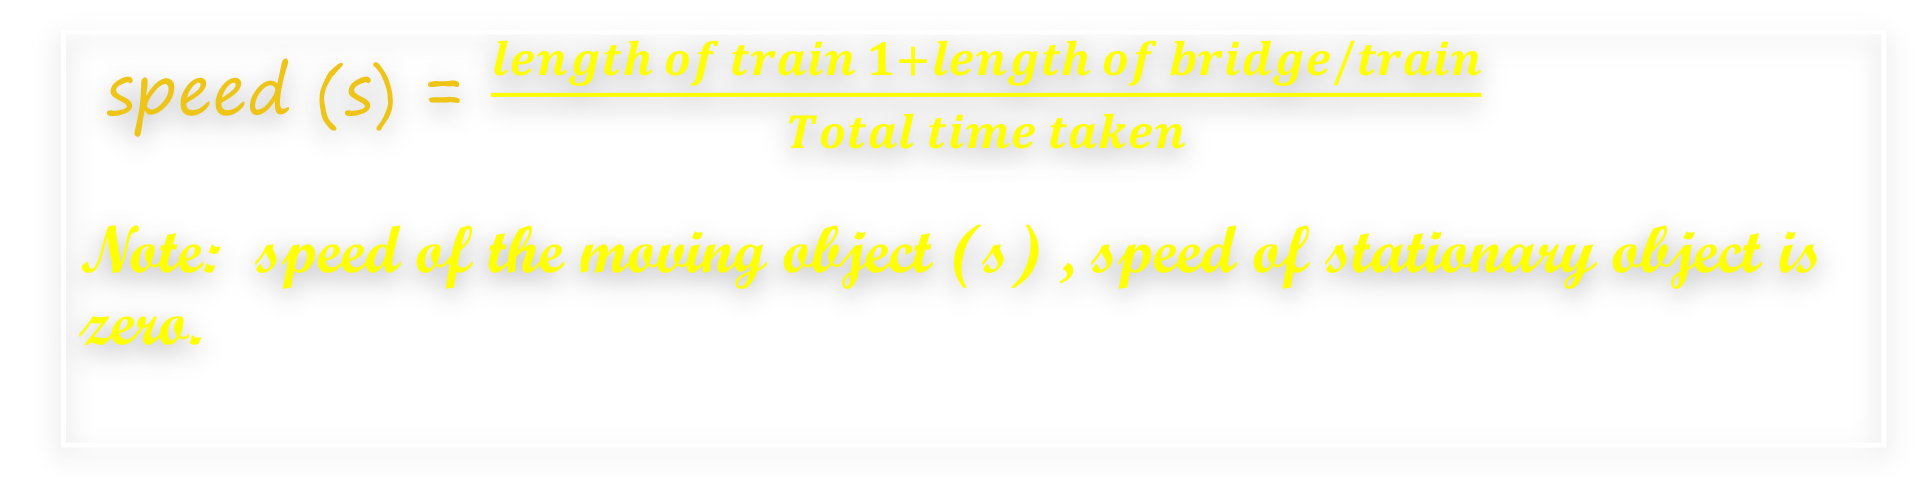 speed (s) = length of train 1+length of bridge/train
Total time taken
Note: speed of the moving object (s) , speed of stationary object is
zero.